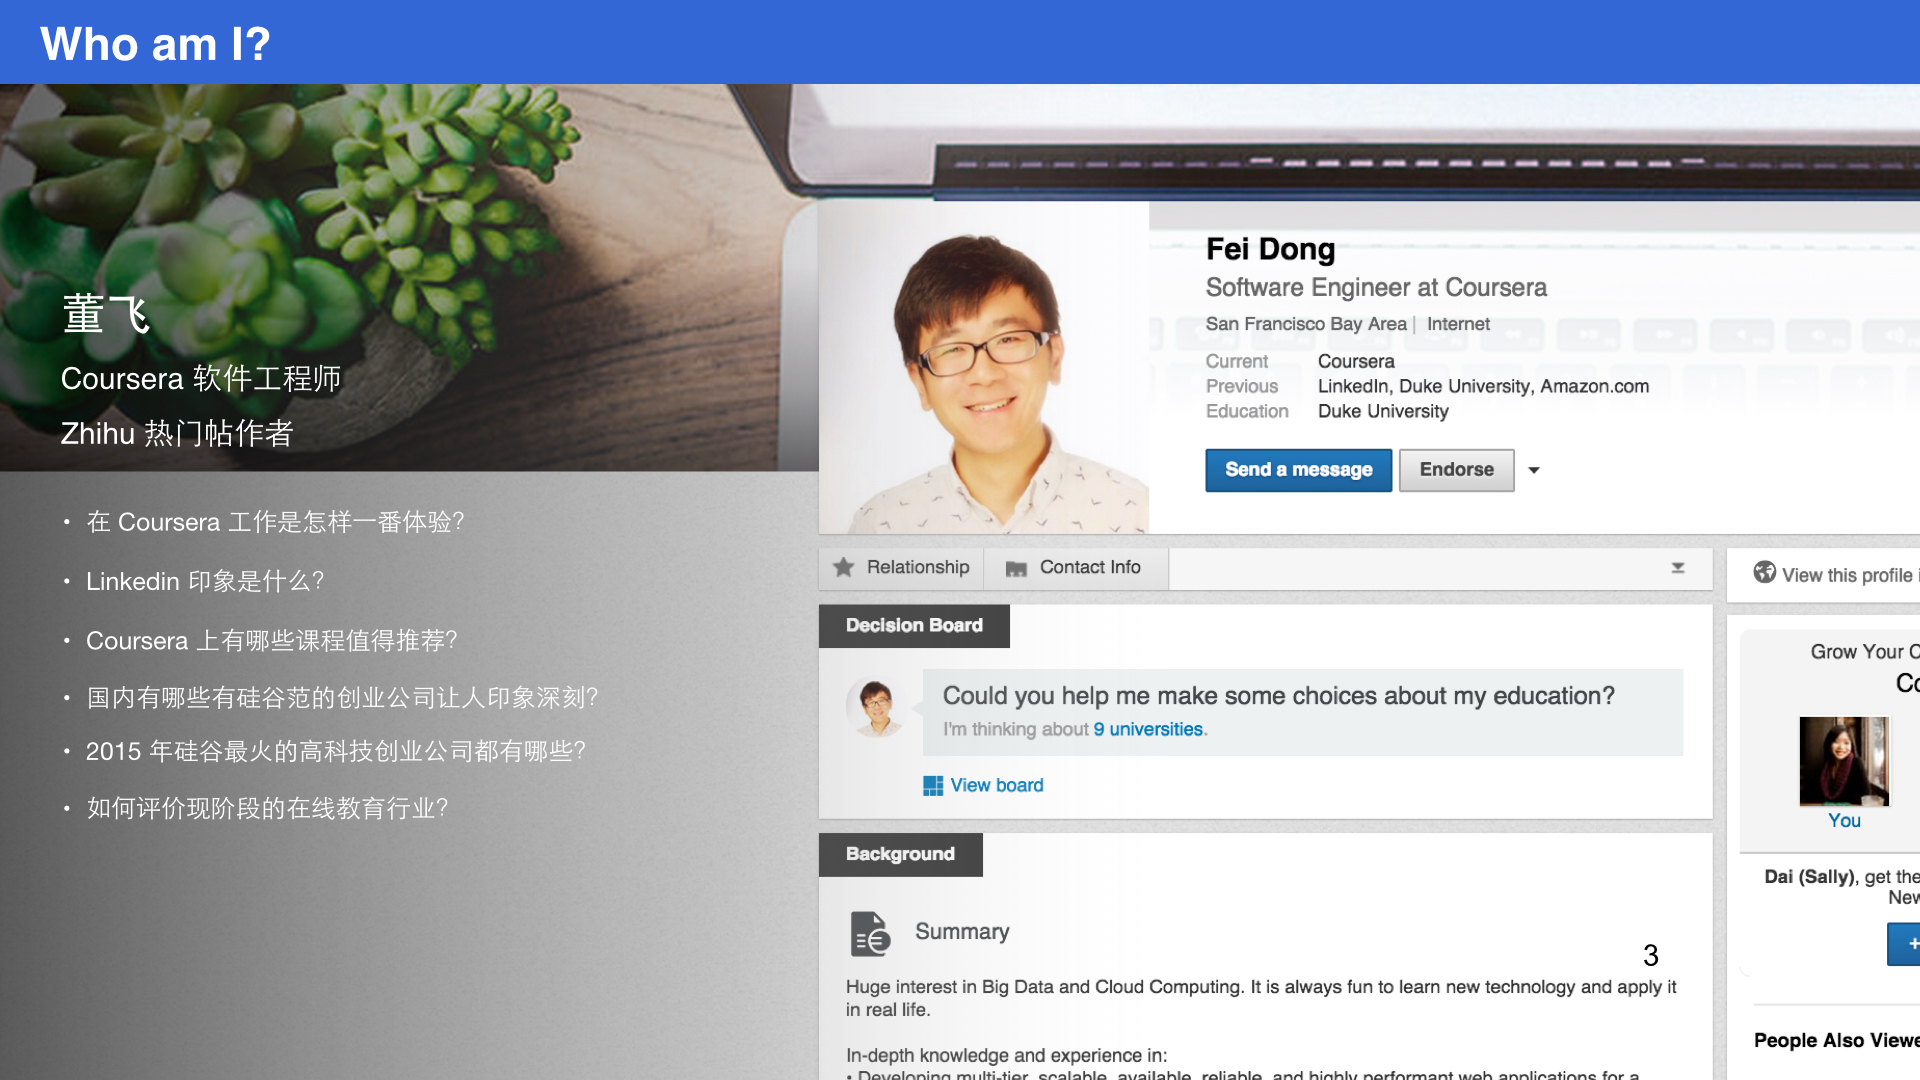 Who am I?
董飞
Coursera 软件工程师
Zhihu 热门帖作者
• 在 Coursera 工作是怎样一番体验?
• Linkedin 印象是什么?
• Coursera 上有哪些课程值得推荐?
• 国内有哪些有硅谷范的创业公司让人印象深刻?
• 2015 年硅谷最火的高科技创业公司都有哪些?
• 如何评价现阶段的在线教育行业?
Fei Dong
Software Engineer at Coursera
San Francisco Bay Area | Internet
Current Coursera
Previous LinkedIn, Duke University, Amazon.com
Education Duke University
Send a message Endorse
Relationship Contact Info
Decision Board
Could you help me make some choices about my education?
I'm thinking about 9 universities.
View board
Background
Summary
3
Huge interest in Big Data and Cloud Computing. It is always fun to learn new technology and apply it
in real life.
In-depth knowledge and experience in:
• Developing multi-tier, scalable, available, reliable, and highly performant web applications for a
View this profile
Grow Your
You
Dai (Sally), get the
New
+
People Also Viewe